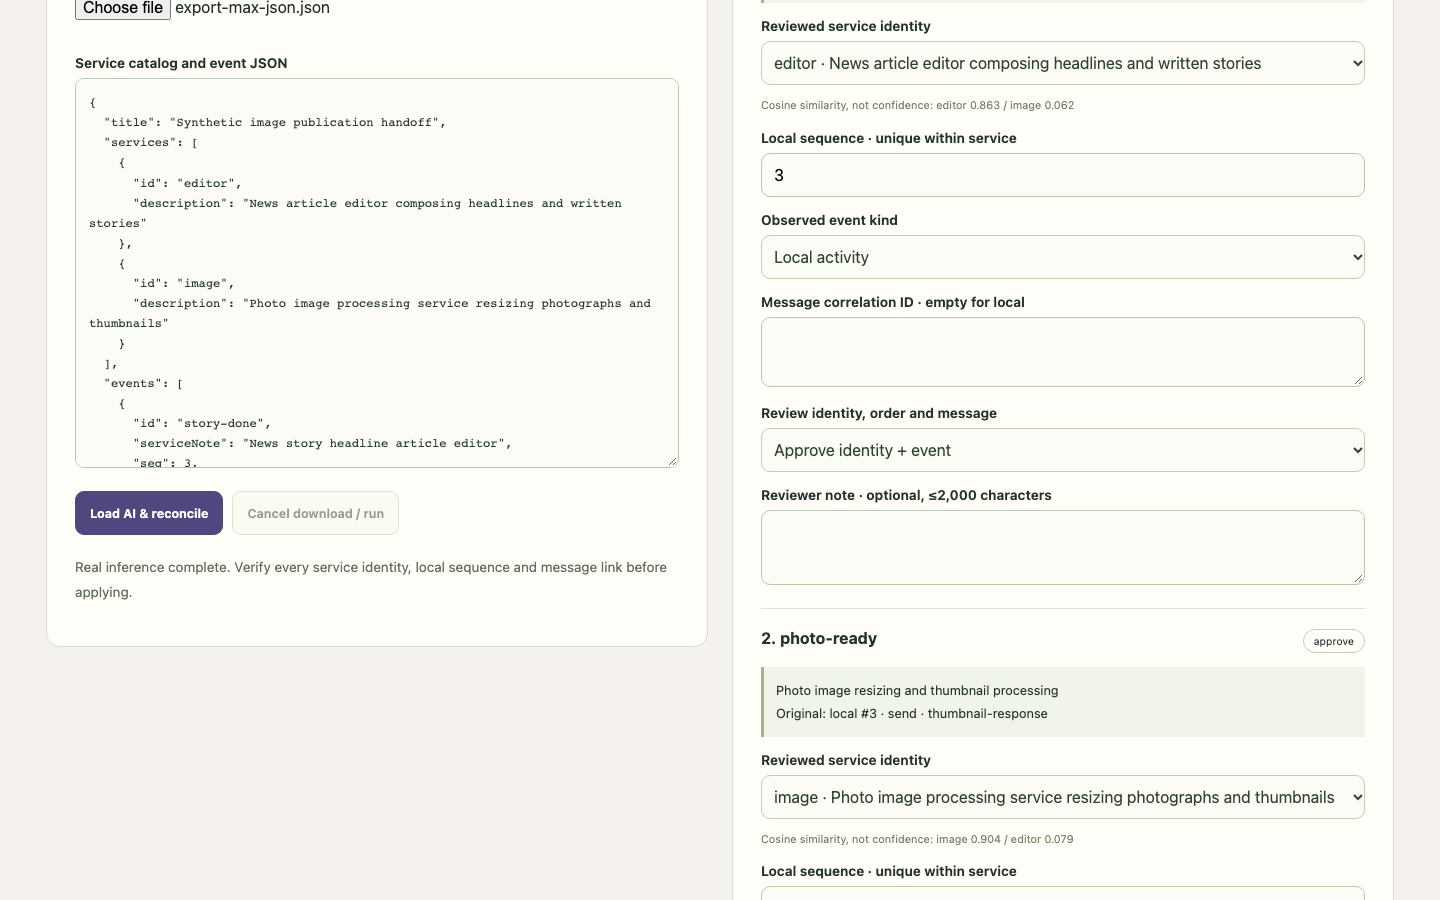 Choose file export-max-json.json
Service catalog and event JSON
{
"title": "Synthetic image publication handoff",
"services": [
{
"id": "editor",
"description": "News article editor composing headlines and written
stories"
},
{
"id": "image",
"description": "Photo image processing service resizing photographs and
thumbnails"
}
],
"events": [
{
"id": "story-done",
"serviceNote": "News story headline article editor",
"seq": 3,
Load AI & reconcile
Cancel download / run
Real inference complete. Verify every service identity, local sequence and message link before
applying.
Reviewed service identity
editor · News article editor composing headlines and written stories
Cosine similarity, not confidence: editor 0.863 / image 0.062
Local sequence · unique within service
3
Observed event kind
Local activity
Message correlation ID · empty for local
Review identity, order and message
Approve identity + event
Reviewer note · optional, ≤2,000 characters
2. photo-ready
approve
Photo image resizing and thumbnail processing
Original: local #3 · send · thumbnail-response
Reviewed service identity
image · Photo image processing service resizing photographs and thumbnails
Cosine similarity, not confidence: image 0.904 / editor 0.079
Local sequence · unique within service